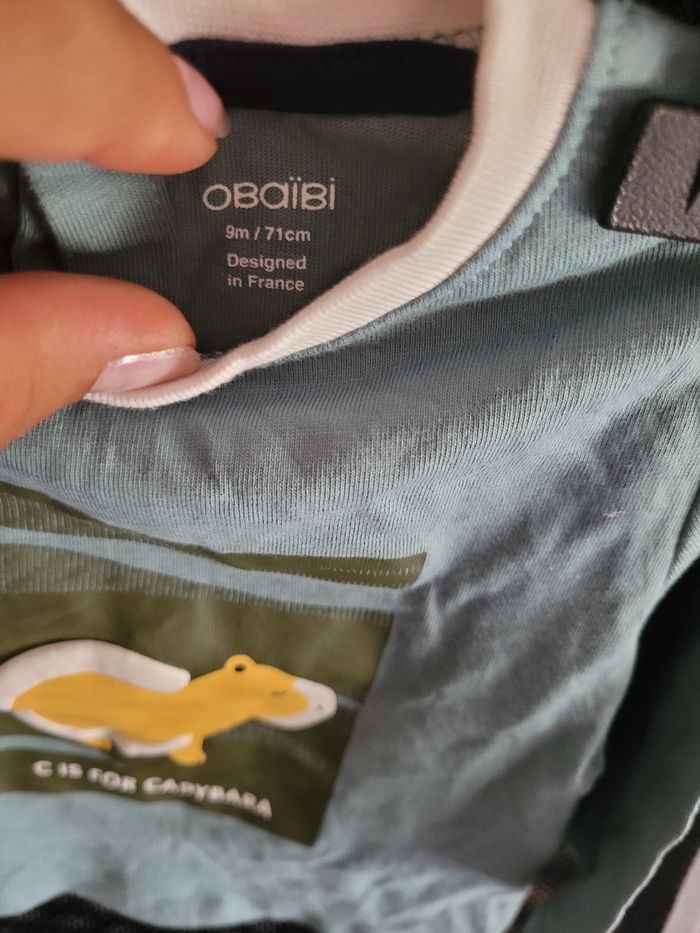 OBaïBi
9m / 71cm
Designed
in France
C IS FOR CAPYBARA